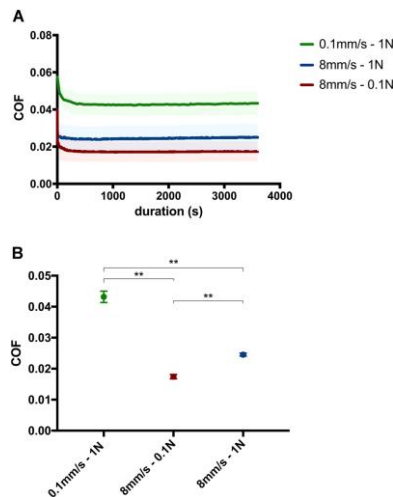 A
0.08
0.06
0.04
0.02
0.00
COF
0
1000
2000
3000
4000
duration (s)
0.1mm/s - 1N
8mm/s - 1N
8mm/s - 0.1N
B
0.05
0.04
0.03
0.02
0.01
0.00
COF
**
**
**
0.1mm/s - 1N
8mm/s - 0.1N
8mm/s - 1N